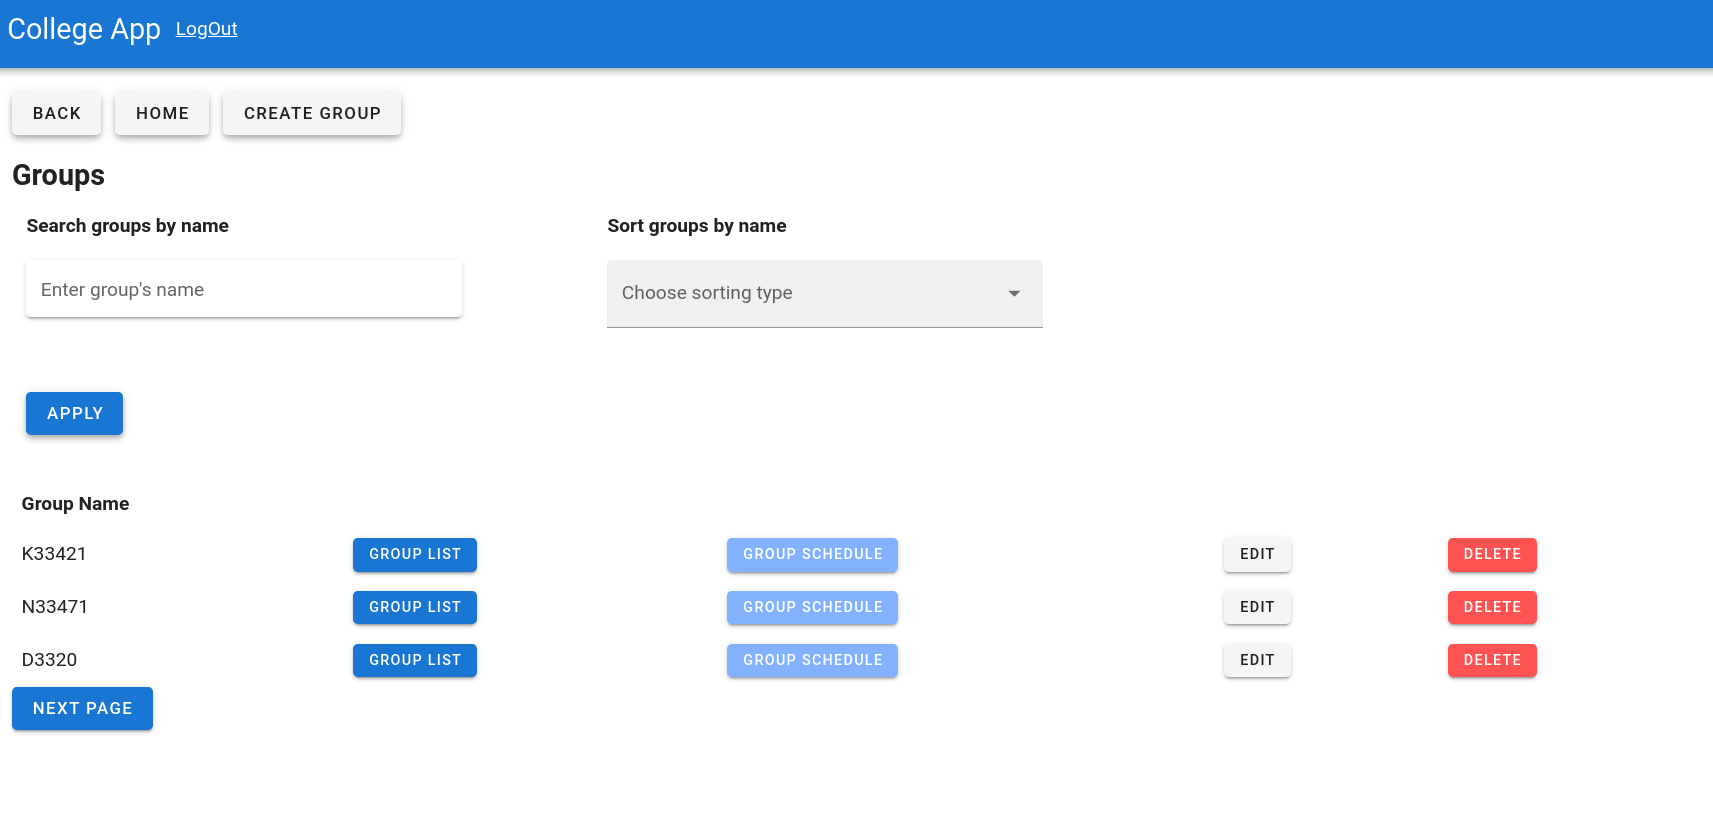 College App LogOut
BACK HOME CREATE GROUP
Groups
Search groups by name Sort groups by name
Enter group's name Choose sorting type
APPLY
Group Name
K33421 GROUP LIST GROUP SCHEDULE EDIT DELETE
N33471 GROUP LIST GROUP SCHEDULE EDIT DELETE
D3320 GROUP LIST GROUP SCHEDULE EDIT DELETE
NEXT PAGE